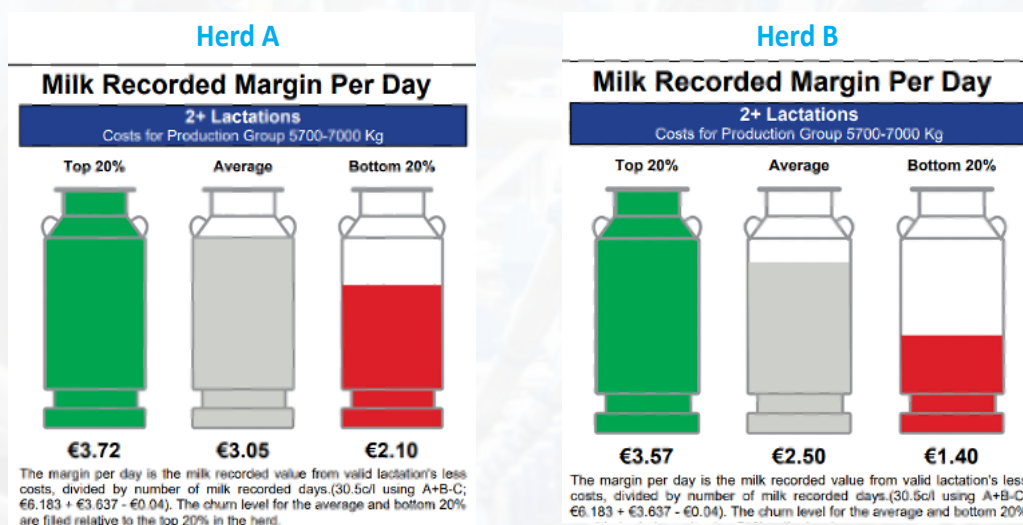 Herd A
Milk Recorded Margin Per Day
2+ Lactations
Costs for Production Group 5700-7000 Kg
Top 20% Average Bottom 20%
€3.72 €3.05 €2.10
The margin per day is the milk recorded value from valid lactation's less
costs, divided by number of milk recorded days.(30.5c/l using A+B-C;
€6.183 + €3.637 - €0.04). The churn level for the average and bottom 20%
are filled relative to the top 20% in the herd.
Herd B
Milk Recorded Margin Per Day
2+ Lactations
Costs for Production Group 5700-7000 Kg
Top 20% Average Bottom 20%
€3.57 €2.50 €1.40
The margin per day is the milk recorded value from valid lactation's less
costs, divided by number of milk recorded days.(30.5c/l using A+B-C
€6.183 + €3.637 - €0.04). The churn level for the average and bottom 20%